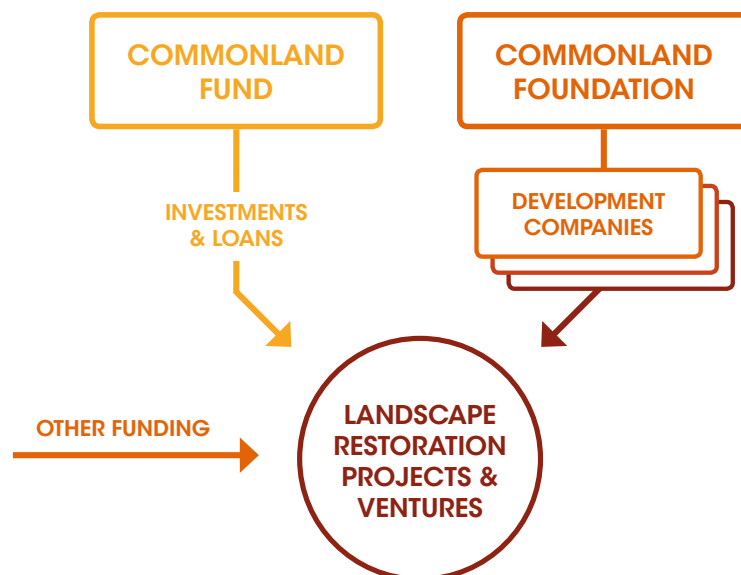 COMMONLAND
FUND
COMMONLAND
FOUNDATION
INVESTMENTS
& LOANS
DEVELOPMENT
COMPANIES
OTHER FUNDING
LANDSCAPE
RESTORATION
PROJECTS &
VENTURES